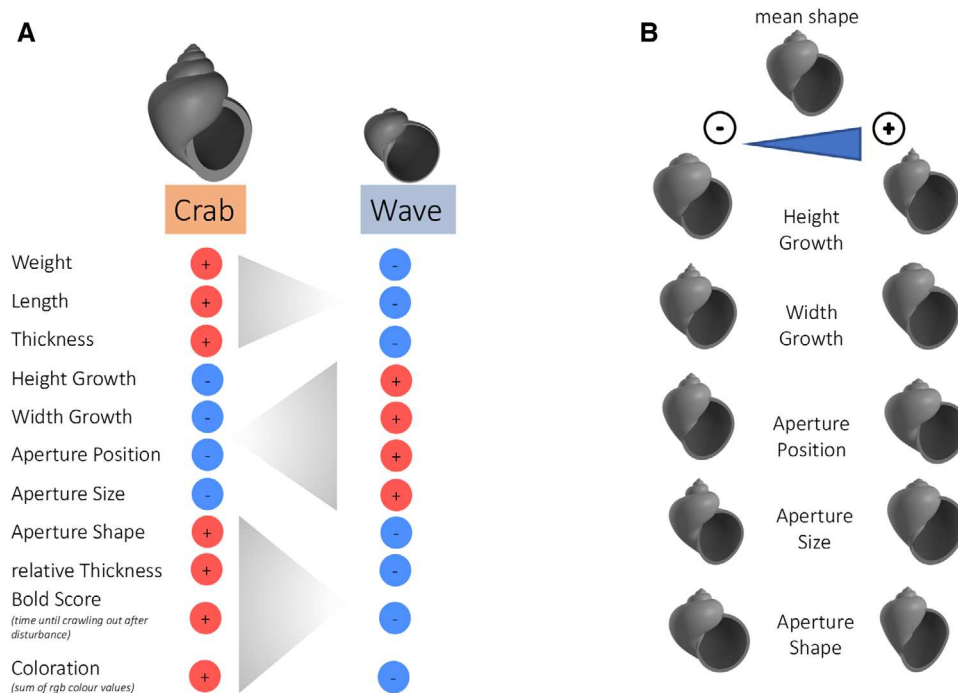 A
Crab
Wave
Weight
+
-
Length
+
-
Thickness
+
-
Height Growth
-
+
Width Growth
-
+
Aperture Position
-
+
Aperture Size
-
+
Aperture Shape
+
-
relative Thickness
+
-
Bold Score
(time until crawling out after
disturbance)
+
-
Coloration
(sum of rgb colour values)
+
-
B
mean shape
-
+
Height
Growth
Width
Growth
Aperture
Position
Aperture
Size
Aperture
Shape